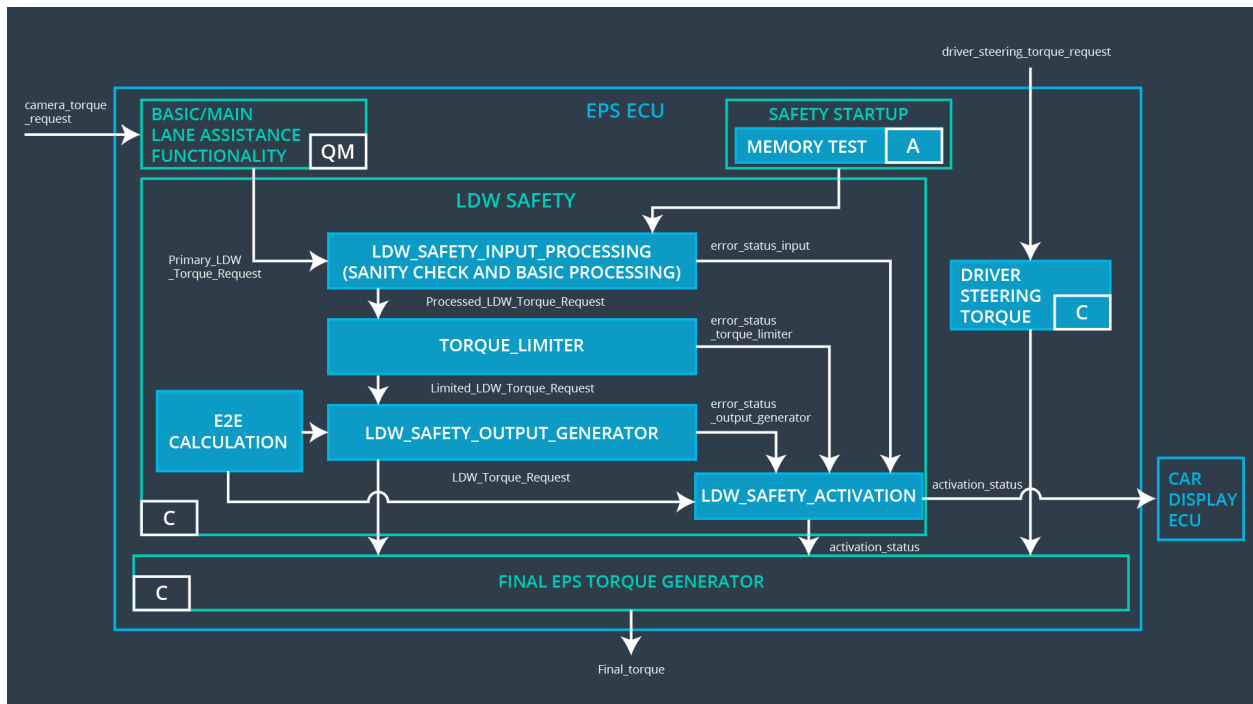 driver_steering_torque_request
camera_torque
_request
EPS ECU
BASIC/MAIN
LANE ASSISTANCE
FUNCTIONALITY
QM
SAFETY STARTUP
MEMORY TEST
A
LDW SAFETY
Primary_LDW
_Torque_Request
LDW_SAFETY_INPUT_PROCESSING
(SANITY CHECK AND BASIC PROCESSING)
error_status_input
DRIVER
STEERING
TORQUE
C
Processed_LDW_Torque_Request
TORQUE_LIMITER
error_status
_torque_limiter
Limited_LDW_Torque_Request
E2E
CALCULATION
LDW_SAFETY_OUTPUT_GENERATOR
error_status
_output_generator
LDW_Torque_Request
LDW_SAFETY_ACTIVATION
activation_status
CAR
DISPLAY
ECU
C
activation_status
FINAL EPS TORQUE GENERATOR
C
Final_torque